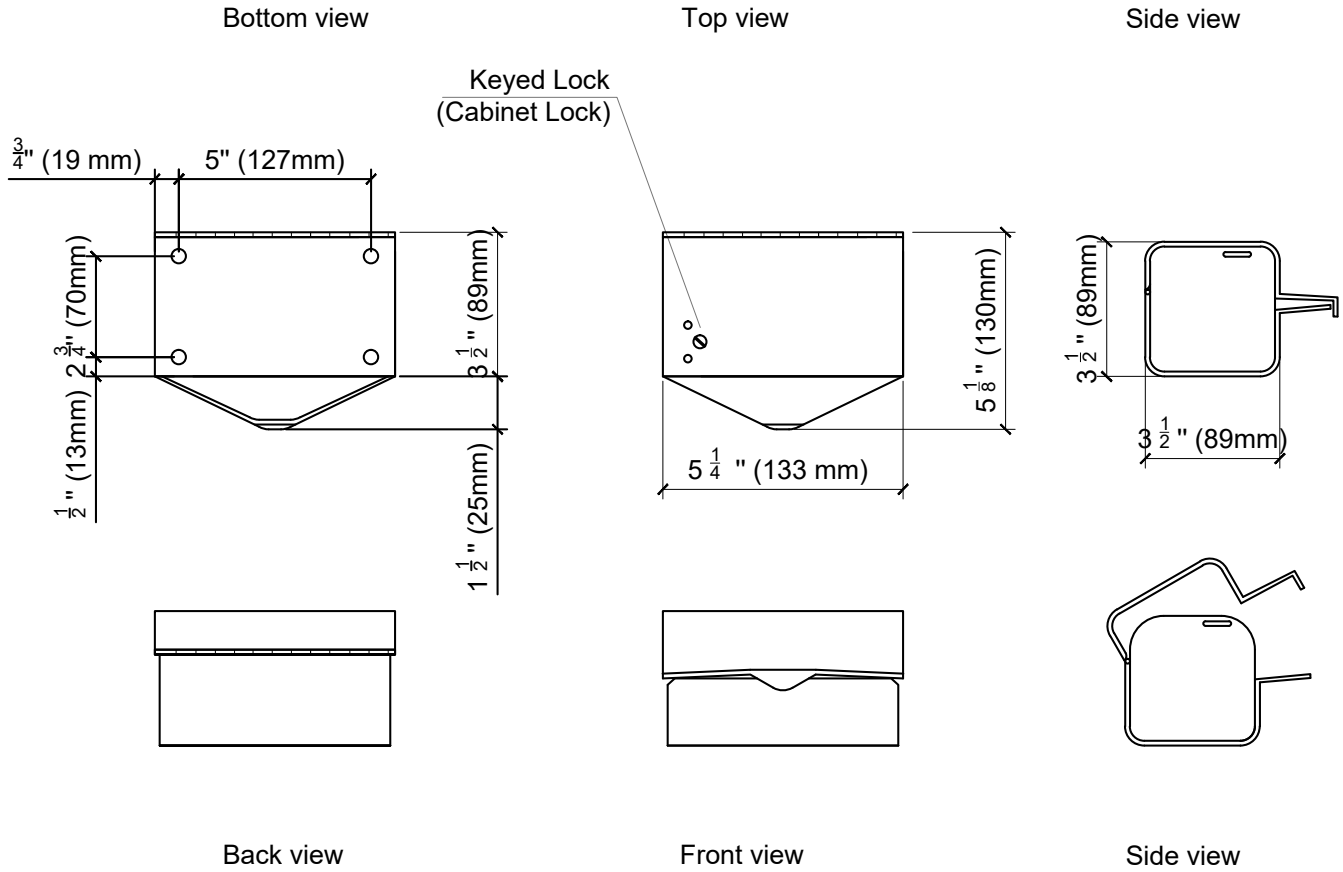 Bottom view
Top view
Side view
Keyed Lock
(Cabinet Lock)
3/4" (19 mm)
5" (127mm)
2 3/4" (70mm)
1/2" (13mm)
3 1/2" (89mm)
1 1/2" (25mm)
5 1/8" (130mm)
5 1/4 " (133 mm)
3 1/2" (89mm)
3 1/2 " (89mm)
Back view
Front view
Side view